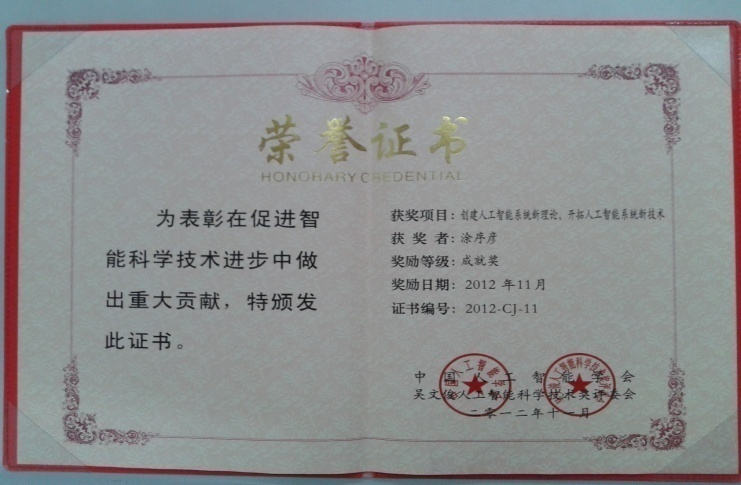 荣誉证书
HONORARY CREDENTIAL
为表彰在促进智
能科学技术进步中做
出重大贡献，特颁发
此证书。
获奖项目：创建人工智能系统新理论，开拓人工智能系统新技术
获奖者：涂序彦
奖励等级：成就奖
奖励日期：2012 年11月
证书编号：2012-CJ-11
中国人工智能学会
吴文俊人工智能科学技术奖评委会
二零一二年十一月